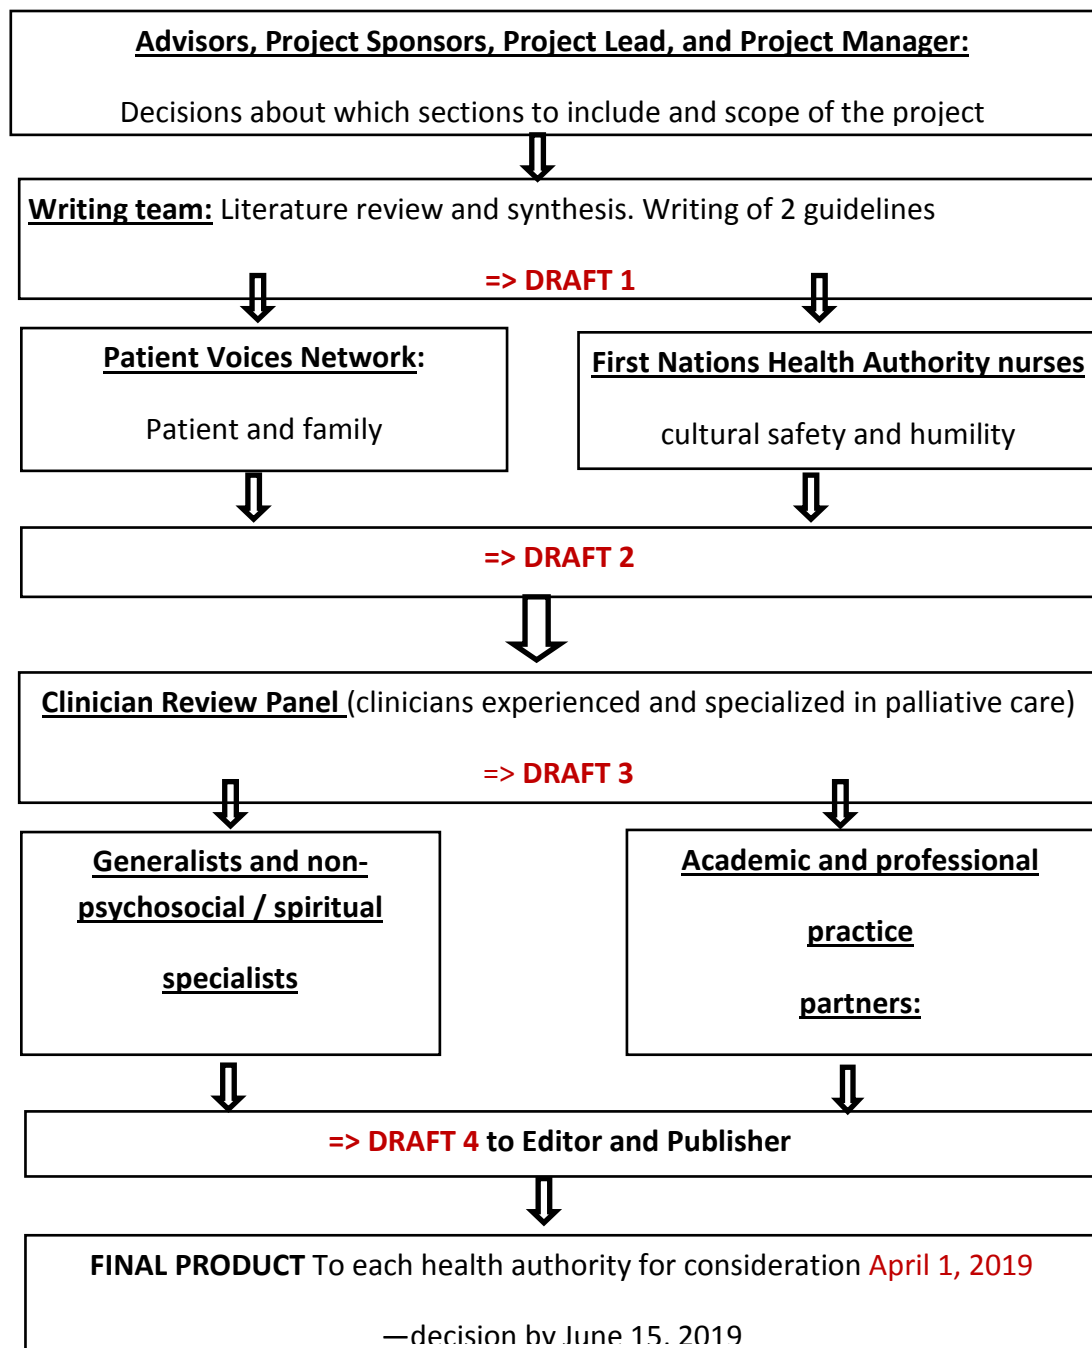 Advisors, Project Sponsors, Project Lead, and Project Manager:
Decisions about which sections to include and scope of the project
Writing team: Literature review and synthesis. Writing of 2 guidelines
=> DRAFT 1
Patient Voices Network:
Patient and family
First Nations Health Authority nurses
cultural safety and humility
=> DRAFT 2
Clinician Review Panel (clinicians experienced and specialized in palliative care)
=> DRAFT 3
Generalists and non-
psychosocial / spiritual
specialists
Academic and professional
practice
partners:
=> DRAFT 4 to Editor and Publisher
FINAL PRODUCT To each health authority for consideration April 1, 2019
—decision by June 15, 2019